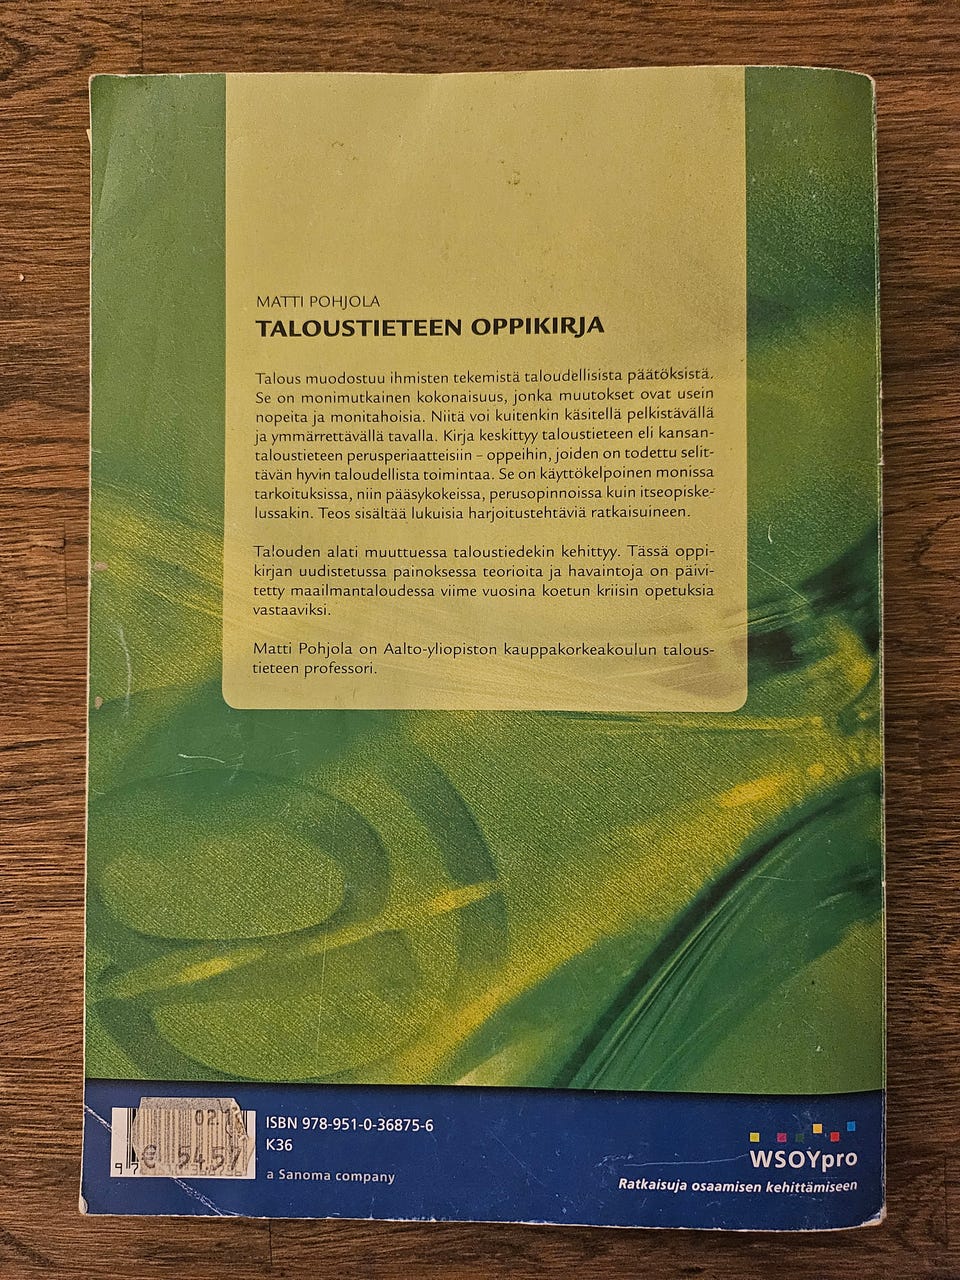 MATTI POHJOLA
TALOUSTIETEEN OPPIKIRJA
Talous muodostuu ihmisten tekemistä taloudellisista päätöksistä.
Se on monimutkainen kokonaisuus, jonka muutokset ovat usein
nopeita ja monitahoisia. Niitä voi kuitenkin käsitellä pelkistävällä
ja ymmärrettävällä tavalla. Kirja keskittyy taloustieteen eli kansan-
taloustieteen perusperiaatteisiin – oppeihin, joiden on todettu selit-
tävän hyvin taloudellista toimintaa. Se on käyttökelpoinen monissa
tarkoituksissa, niin pääsykokeissa, perusopinnoissa kuin itseopiske-
lussakin. Teos sisältää lukuisia harjoitustehtäviä ratkaisuineen.
Talouden alati muuttuessa taloustiedekin kehittyy. Tässä oppi-
kirjan uudistetussa painoksessa teorioita ja havaintoja on päivi-
tetty maailmantaloudessa viime vuosina koetun kriisin opetuksia
vastaaviksi.
Matti Pohjola on Aalto-yliopiston kauppakorkeakoulun talous-
tieteen professori.
€ 54,57
ISBN 978-951-0-36875-6
K36
a Sanoma company
WSOYpro
Ratkaisuja osaamisen kehittämiseen